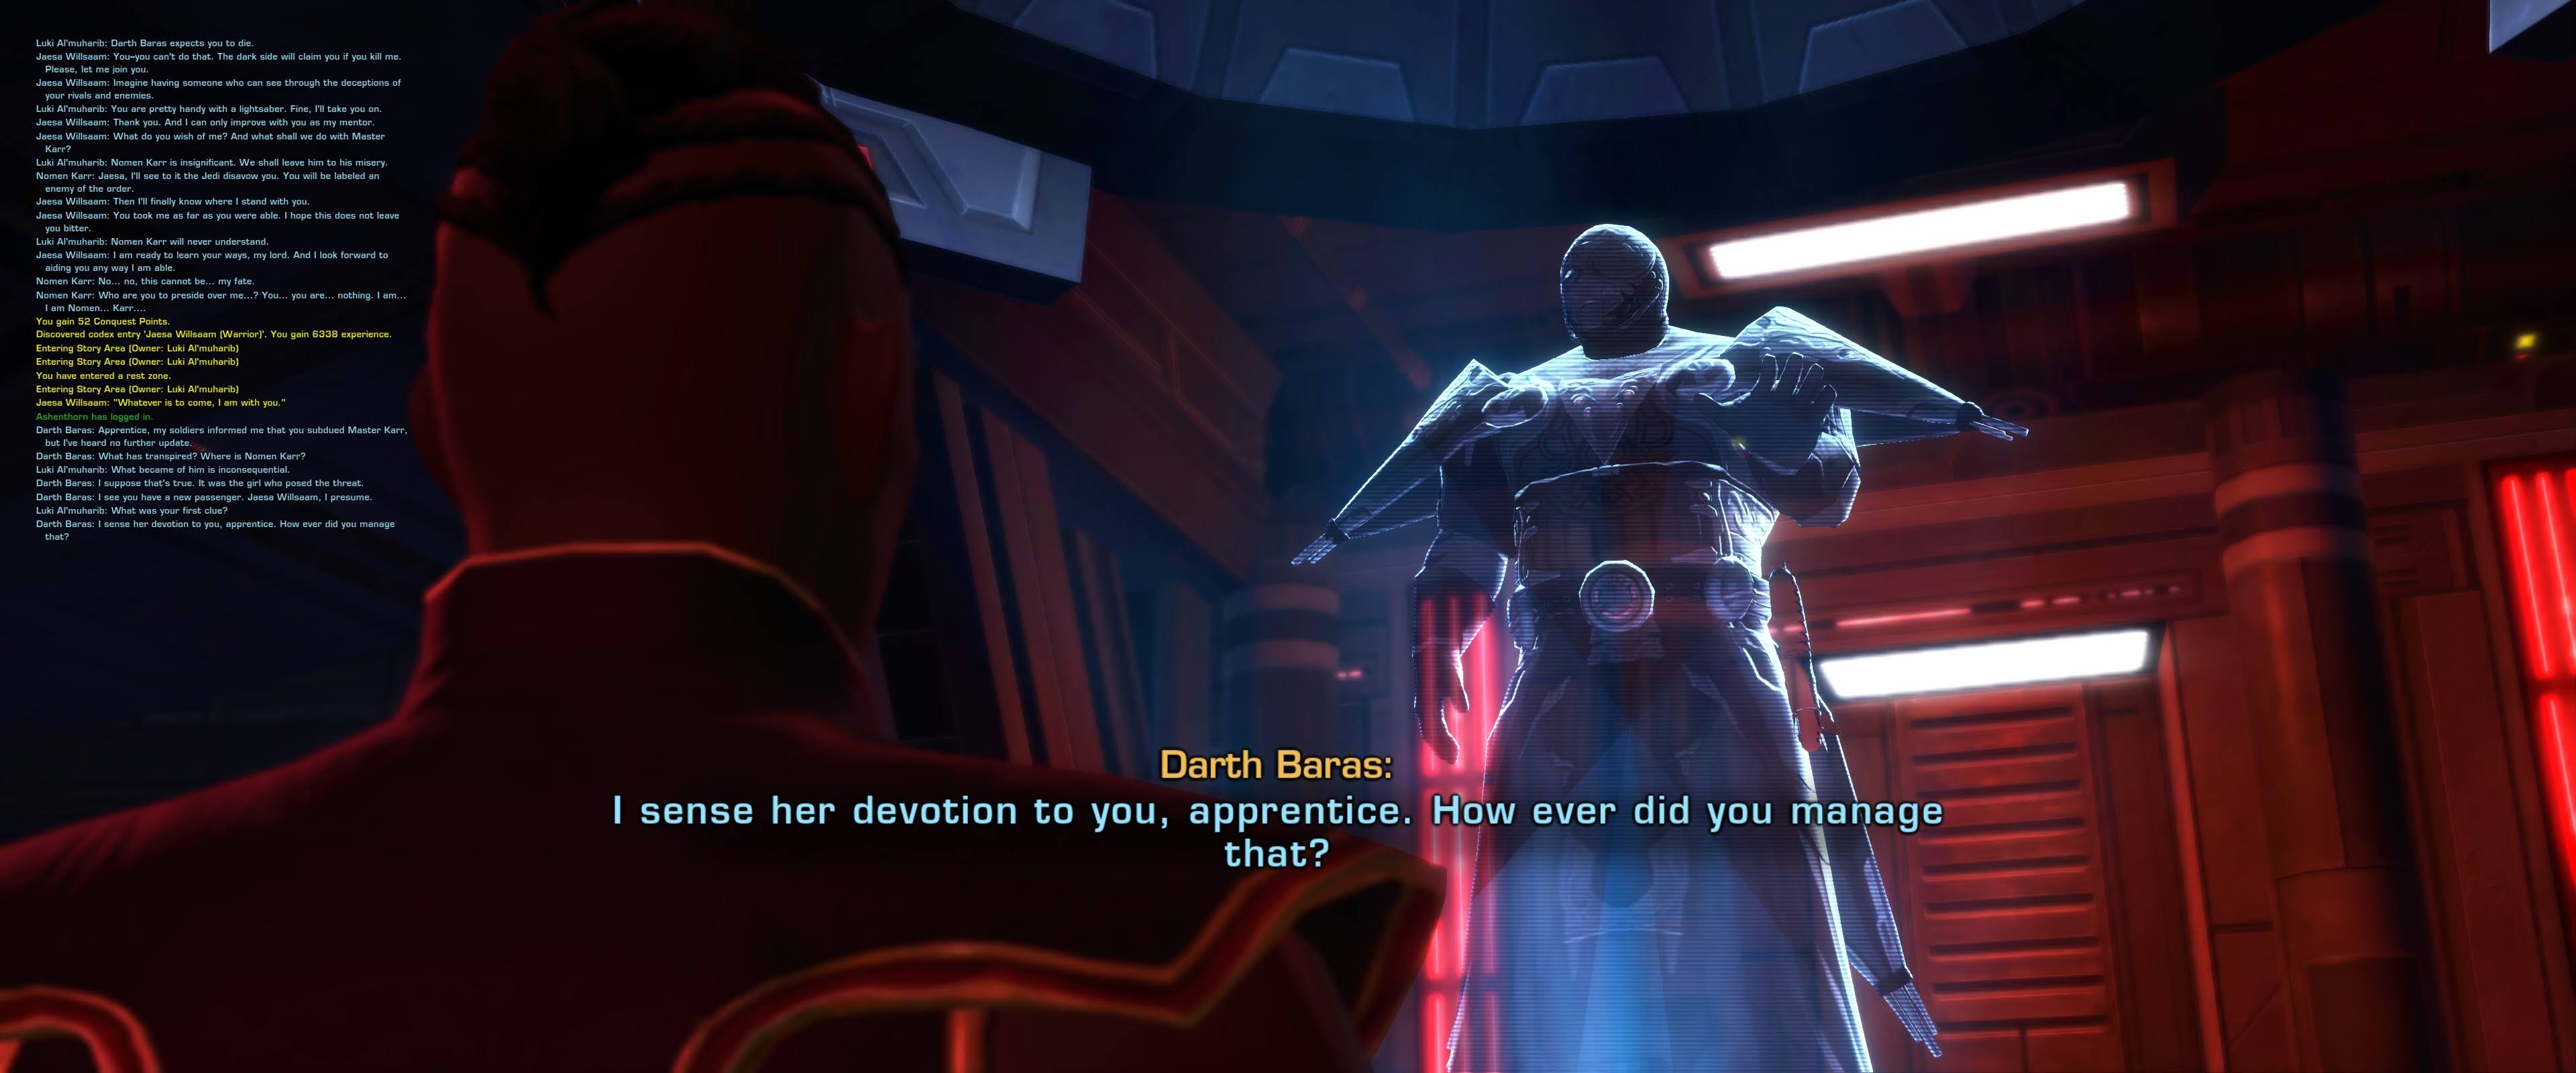 Luki Al'muharib: Darth Baras expects you to die.
Jaesa Willsaam: You–you can't do that. The dark side will claim you if you kill me.
Please, let me join you.
Jaesa Willsaam: Imagine having someone who can see through the deceptions of
your rivals and enemies.
Luki Al'muharib: You are pretty handy with a lightsaber. Fine, I'll take you on.
Jaesa Willsaam: Thank you. And I can only improve with you as my mentor.
Jaesa Willsaam: What do you wish of me? And what shall we do with Master
Karr?
Luki Al'muharib: Nomen Karr is insignificant. We shall leave him to his misery.
Nomen Karr: Jaesa, I'll see to it the Jedi disavow you. You will be labeled an
enemy of the order.
Jaesa Willsaam: Then I'll finally know where I stand with you.
Jaesa Willsaam: You took me as far as you were able. I hope this does not leave
you bitter.
Luki Al'muharib: Nomen Karr will never understand.
Jaesa Willsaam: I am ready to learn your ways, my lord. And I look forward to
aiding you any way I am able.
Nomen Karr: No... no, this cannot be... my fate.
Nomen Karr: Who are you to preside over me...? You... you are... nothing. I am...
I am Nomen... Karr....
You gain 52 Conquest Points.
Discovered codex entry 'Jaesa Willsaam (Warrior)'. You gain 6338 experience.
Entering Story Area (Owner: Luki Al'muharib)
Entering Story Area (Owner: Luki Al'muharib)
You have entered a rest zone.
Entering Story Area (Owner: Luki Al'muharib)
Jaesa Willsaam: "Whatever is to come, I am with you."
Ashenthorn has logged in.
Darth Baras: Apprentice, my soldiers informed me that you subdued Master Karr,
but I've heard no further update.
Darth Baras: What has transpired? Where is Nomen Karr?
Luki Al'muharib: What became of him is inconsequential.
Darth Baras: I suppose that's true. It was the girl who posed the threat.
Darth Baras: I see you have a new passenger. Jaesa Willsaam, I presume.
Luki Al'muharib: What was your first clue?
Darth Baras: I sense her devotion to you, apprentice. How ever did you manage
that?
Darth Baras:
I sense her devotion to you, apprentice. How ever did you manage
that?